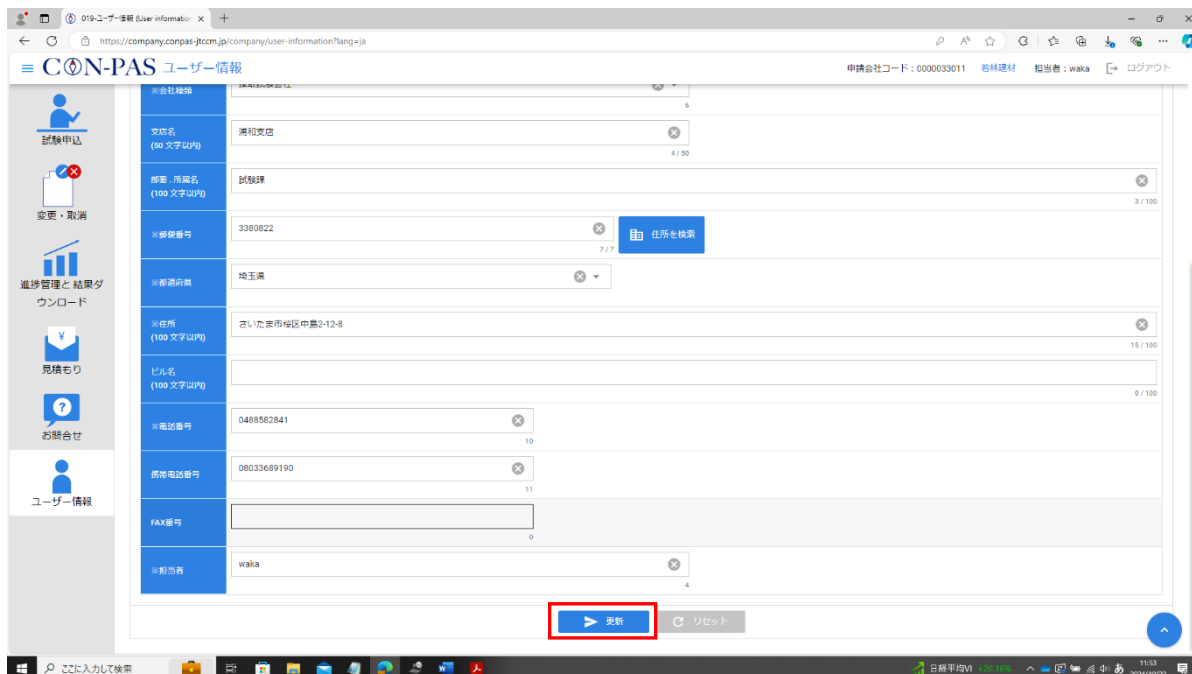 019-ユーザー情報 (User informatio
https://company.conpas-jtccm.jp/company/user-information?lang=ja
CON-PAS ユーザー情報
申請会社コード：0000033011 若林建材 担当者：waka ログアウト
試験申込
変更・取消
進捗管理と結果ダ
ウンロード
¥
見積もり
?
お問合せ
ユーザー情報
※会社種類
採取試験会社
6
支店名
(50 文字以内)
浦和支店
4 / 50
部署 . 所属名
(100 文字以内)
試験課
3 / 100
※郵便番号
3380822
7 / 7
住所を検索
※都道府県
埼玉県
※住所
(100 文字以内)
さいたま市桜区中島2-12-8
15 / 100
ビル名
(100 文字以内)
0 / 100
※電話番号
0488582841
10
携帯電話番号
08033689190
11
FAX番号
0
※担当者
waka
4
更新 リセット
ここに入力して検索
日経平均VI +20.16%
あ
11:53